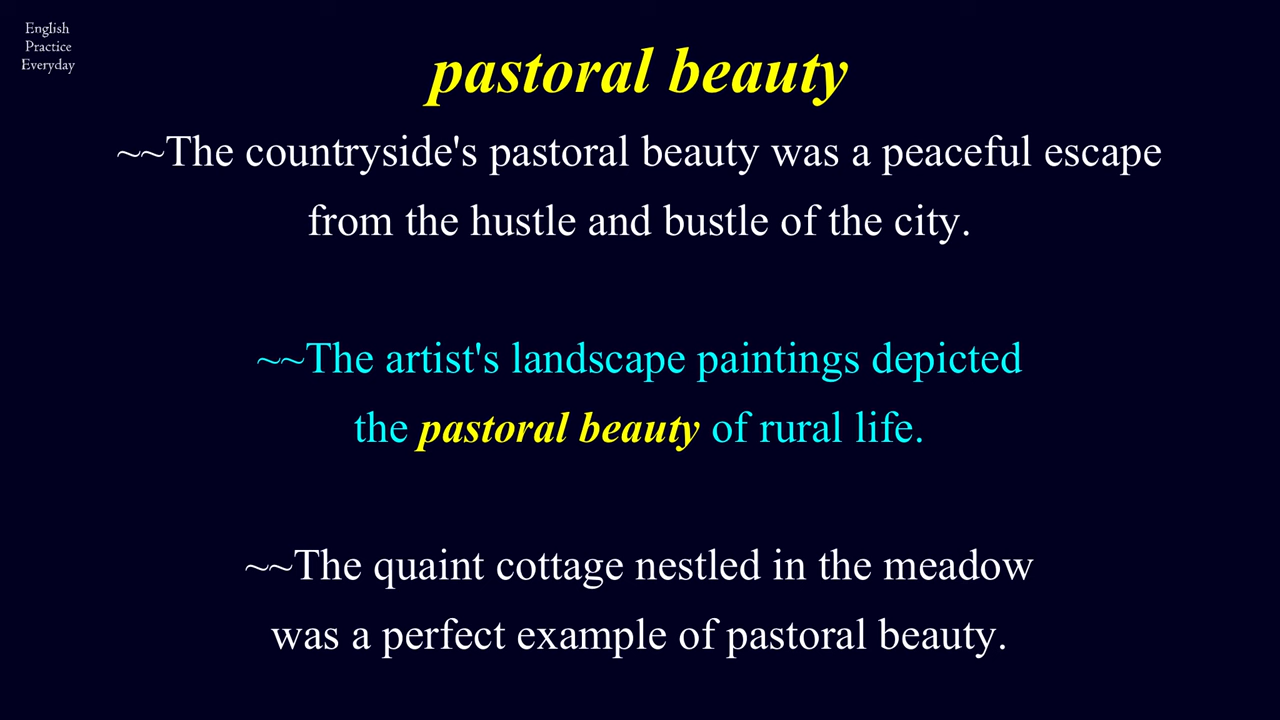 English
Practice
Everyday
pastoral beauty
~~The countryside's pastoral beauty was a peaceful escape
from the hustle and bustle of the city.
~~The artist's landscape paintings depicted
the pastoral beauty of rural life.
~~The quaint cottage nestled in the meadow
was a perfect example of pastoral beauty.